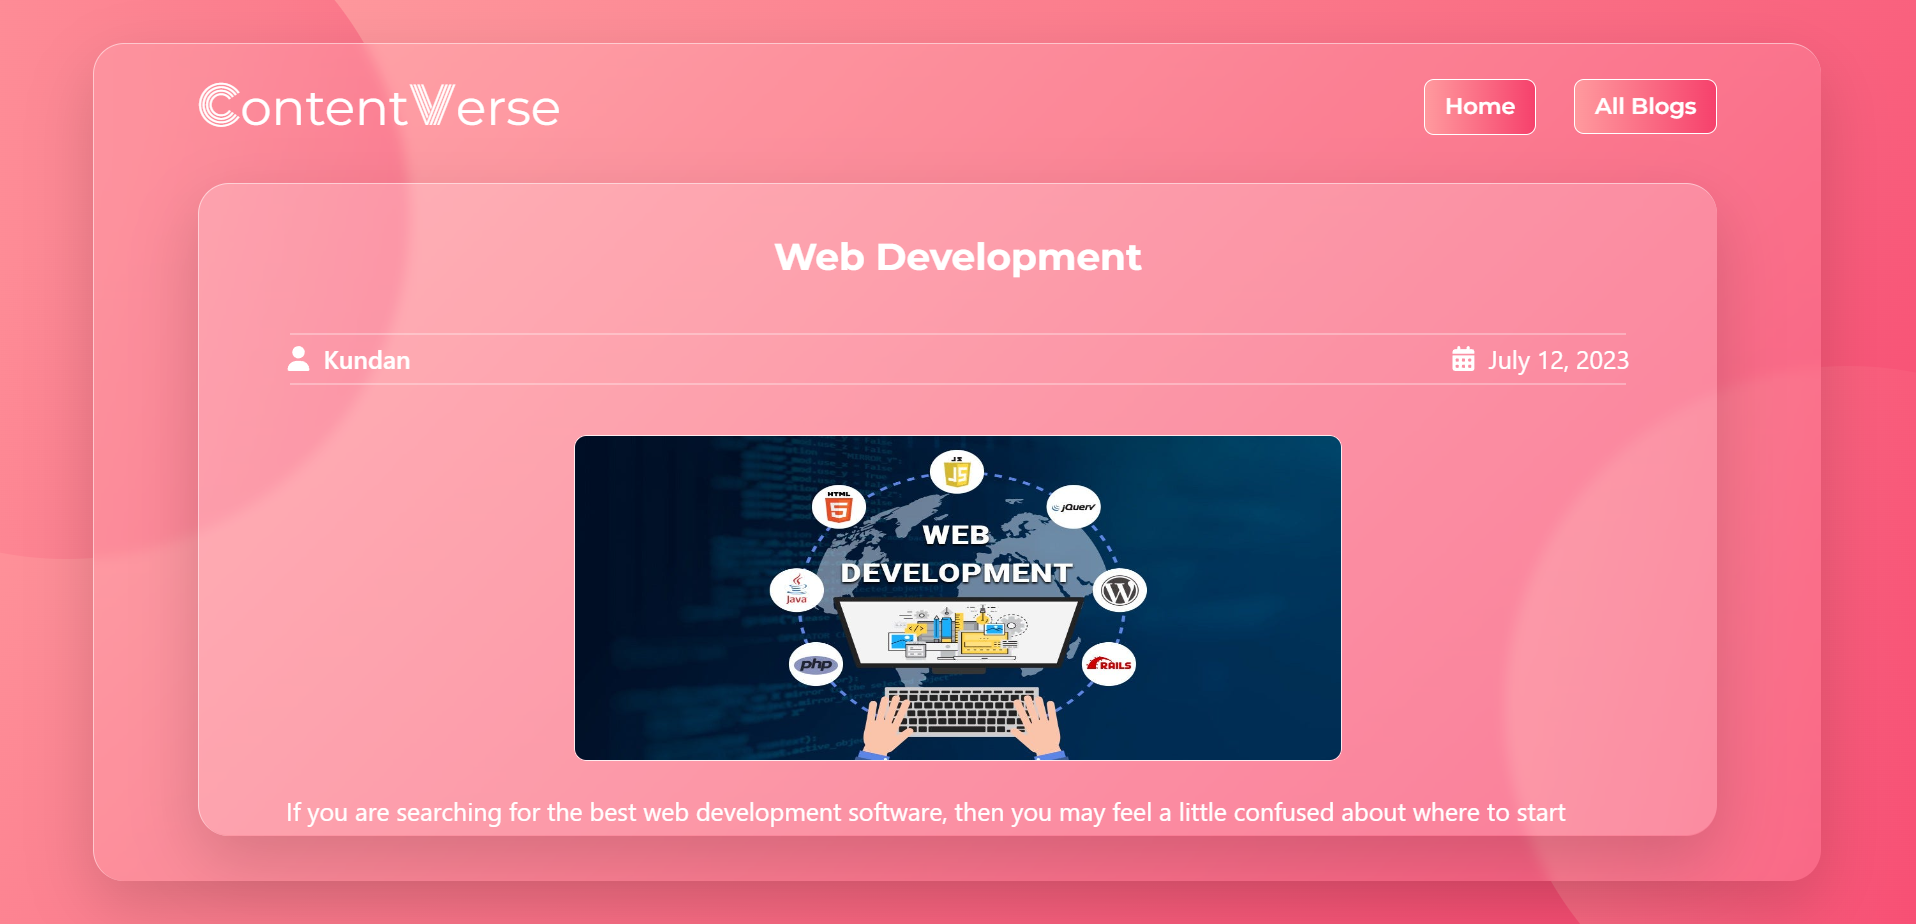 ContentVerse
Home
All Blogs
Web Development
Kundan
July 12, 2023
JS
JS
HTML
5
jQuery
WEB
DEVELOPMENT
Java
W
php
RAILS
If you are searching for the best web development software, then you may feel a little confused about where to start